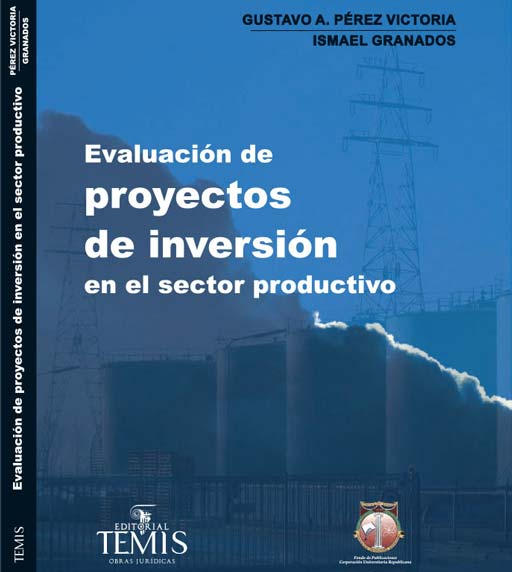 GUSTAVO A. PÉREZ VICTORIA
ISMAEL GRANADOS
Evaluación de
proyectos
de inversión
en el sector productivo
EDITORIAL
TEMIS
OBRAS JURÍDICAS
Fondo de Publicaciones
Corporación Universitaria Republicana
PÉREZ VICTORIA
GRANADOS
Evaluación de proyectos de inversión en el sector productivo
TEMIS